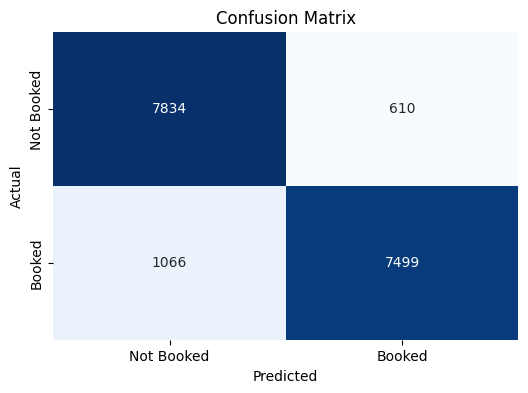 Confusion Matrix
Actual
Not Booked
7834
610
Booked
1066
7499
Not Booked
Booked
Predicted